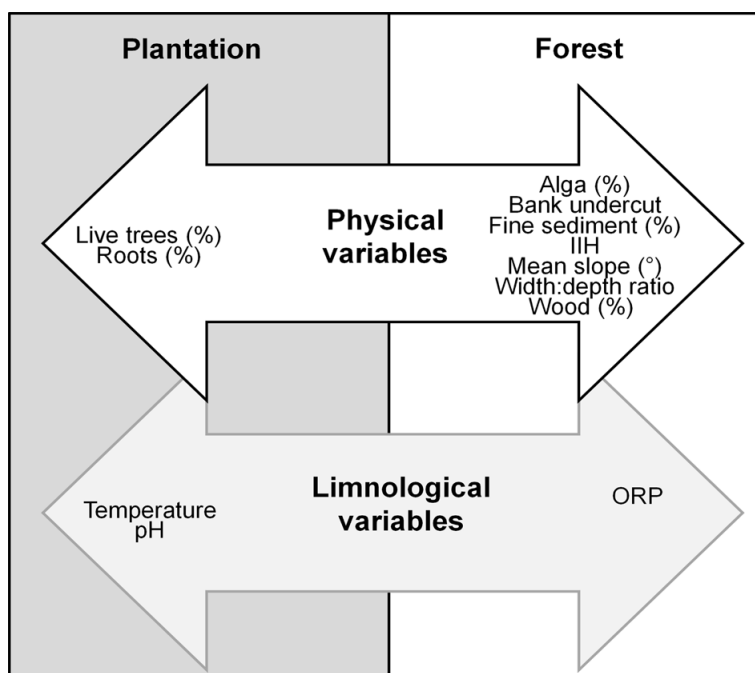 Plantation
Forest
Live trees (%)
Roots (%)
Physical
variables
Alga (%)
Bank undercut
Fine sediment (%)
IIH
Mean slope (°)
Width:depth ratio
Wood (%)
Temperature
pH
Limnological
variables
ORP